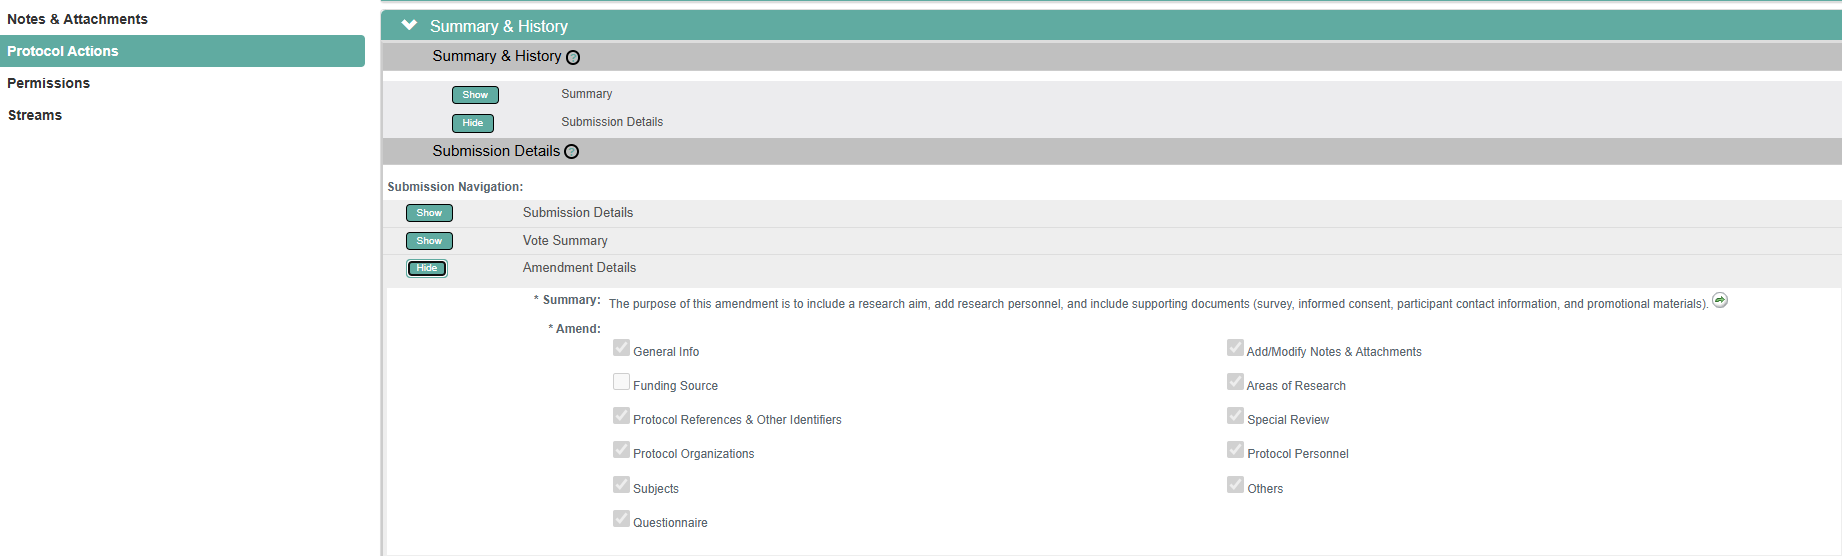 Notes & Attachments
Protocol Actions
Permissions
Streams
Summary & History
Summary & History ?
Show Summary
Hide Submission Details
Submission Details ?
Submission Navigation:
Show Submission Details
Show Vote Summary
Hide Amendment Details
* Summary: The purpose of this amendment is to include a research aim, add research personnel, and include supporting documents (survey, informed consent, participant contact information, and promotional materials).
* Amend:
General Info Add/Modify Notes & Attachments
Funding Source Areas of Research
Protocol References & Other Identifiers Special Review
Protocol Organizations Protocol Personnel
Subjects Others
Questionnaire